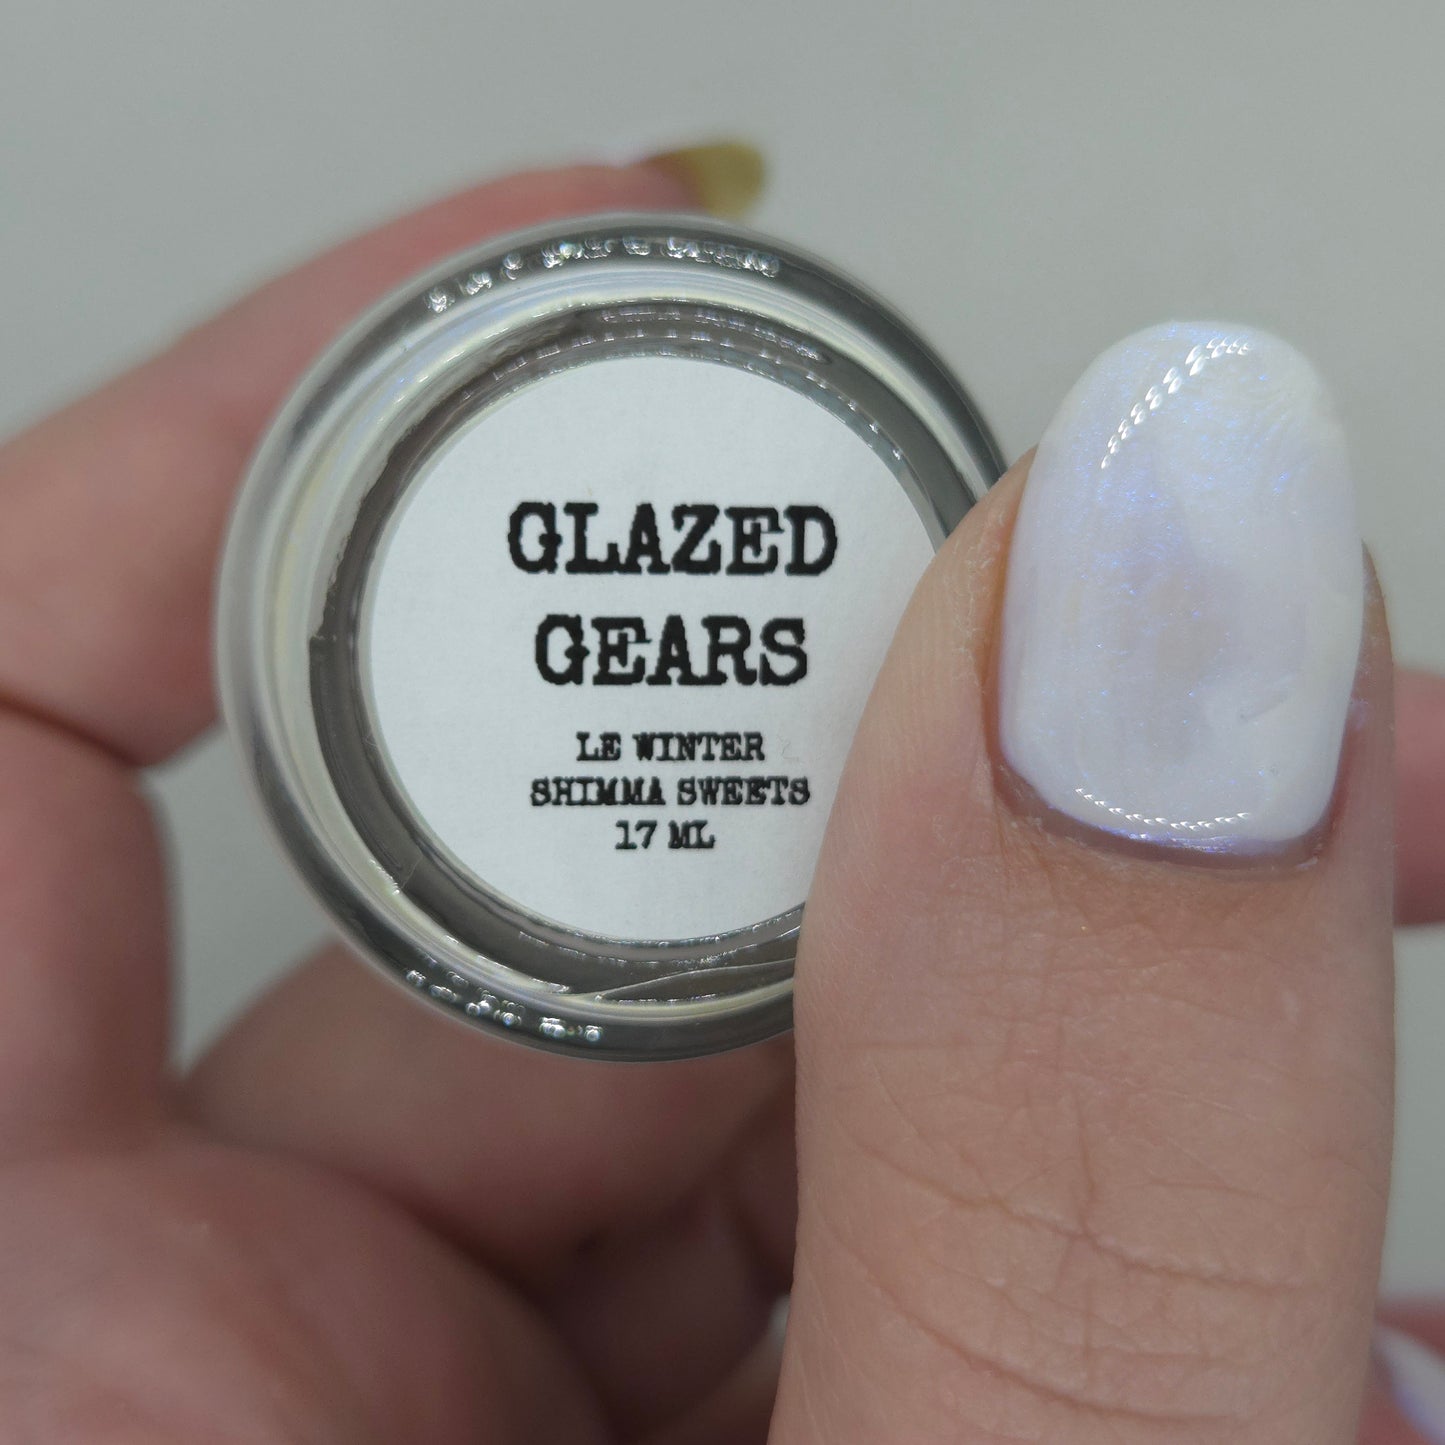 GLAZED
GEARS
LE WINTER
SHIMMA SWEETS
17 ML